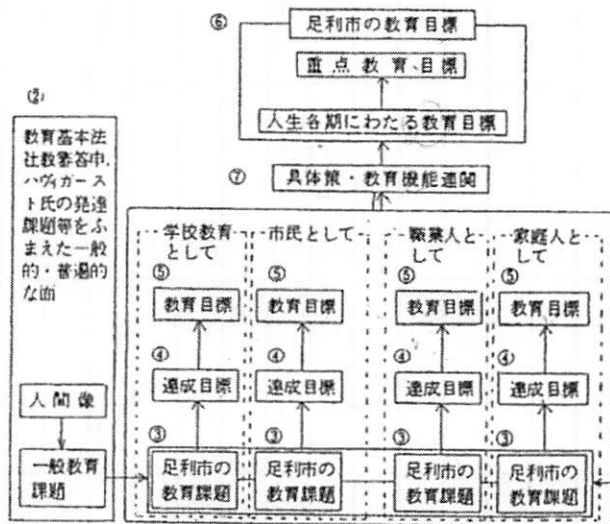 ⑥
足利市の教育目標
重点教育目標
人生各期にわたる教育目標
⑦
具体策・教育機能連関
②
教育基本法
社教審答申、
ハヴィガース
ト氏の発達
課題等をふ
まえた一般
的・普遍的
な面
人間像
一般教育
課題
学校教育
として
⑤
教育目標
④
達成目標
③
足利市の
教育課題
市民として
⑤
教育目標
④
達成目標
③
足利市の
教育課題
職業人と
して
⑤
教育目標
④
達成目標
③
足利市の
教育課題
家庭人と
して
⑤
教育目標
④
達成目標
③
足利市の
教育課題